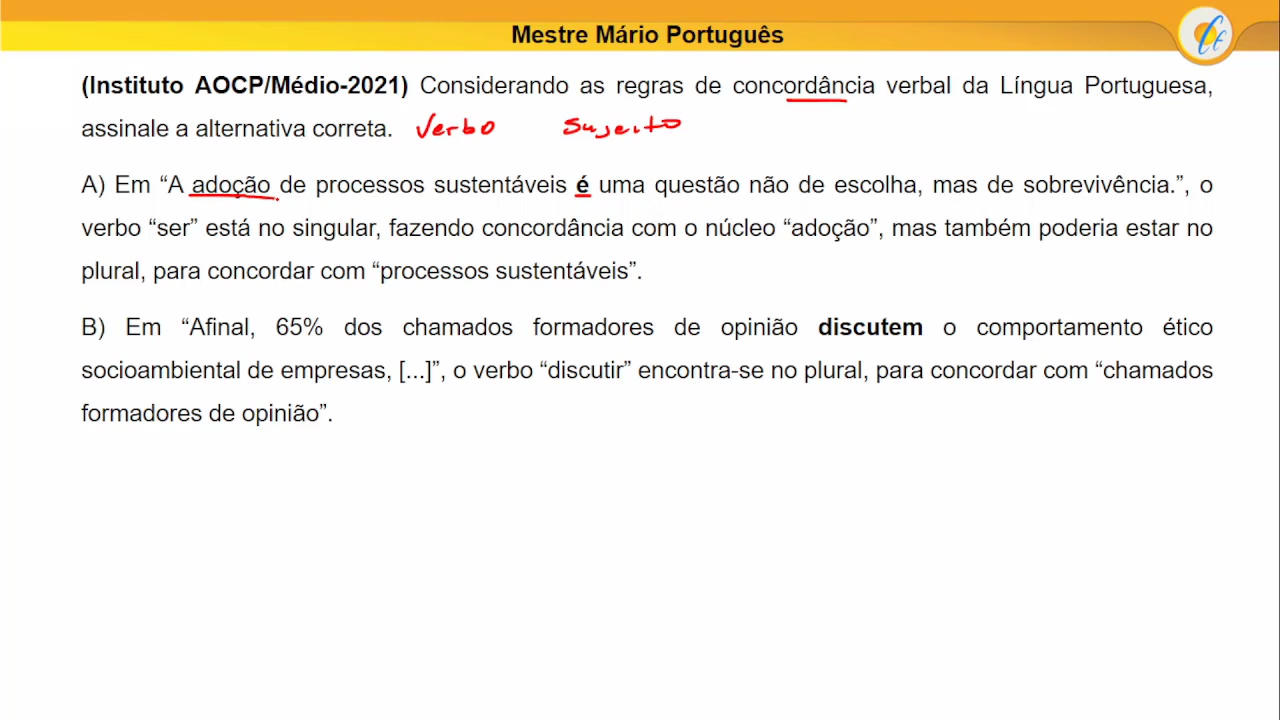 Mestre Mário Português
(Instituto AOCP/Médio-2021) Considerando as regras de concordância verbal da Língua Portuguesa,
assinale a alternativa correta. Verbo Sujeito
A) Em “A adoção de processos sustentáveis é uma questão não de escolha, mas de sobrevivência.”, o
verbo “ser” está no singular, fazendo concordância com o núcleo “adoção”, mas também poderia estar no
plural, para concordar com “processos sustentáveis”.
B) Em “Afinal, 65% dos chamados formadores de opinião discutem o comportamento ético
socioambiental de empresas, [...]”, o verbo “discutir” encontra-se no plural, para concordar com “chamados
formadores de opinião”.